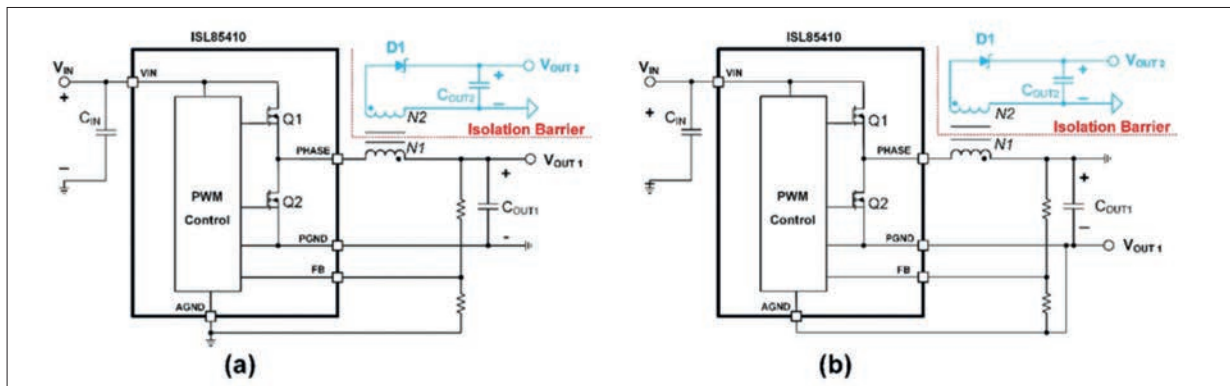 ISL85410
D1
VOUT 2
VIN
VIN
+
+
COUT2
CIN
Q1
N2
Isolation Barrier
N1
PHASE
VOUT 1
PWM
Control
Q2
+
COUT1
PGND
-
FB
AGND
(a)
ISL85410
D1
VOUT 2
VIN
VIN
+
+
COUT2
CIN
Q1
N2
Isolation Barrier
N1
PHASE
PWM
Control
Q2
+
COUT1
PGND
VOUT 1
FB
AGND
(b)